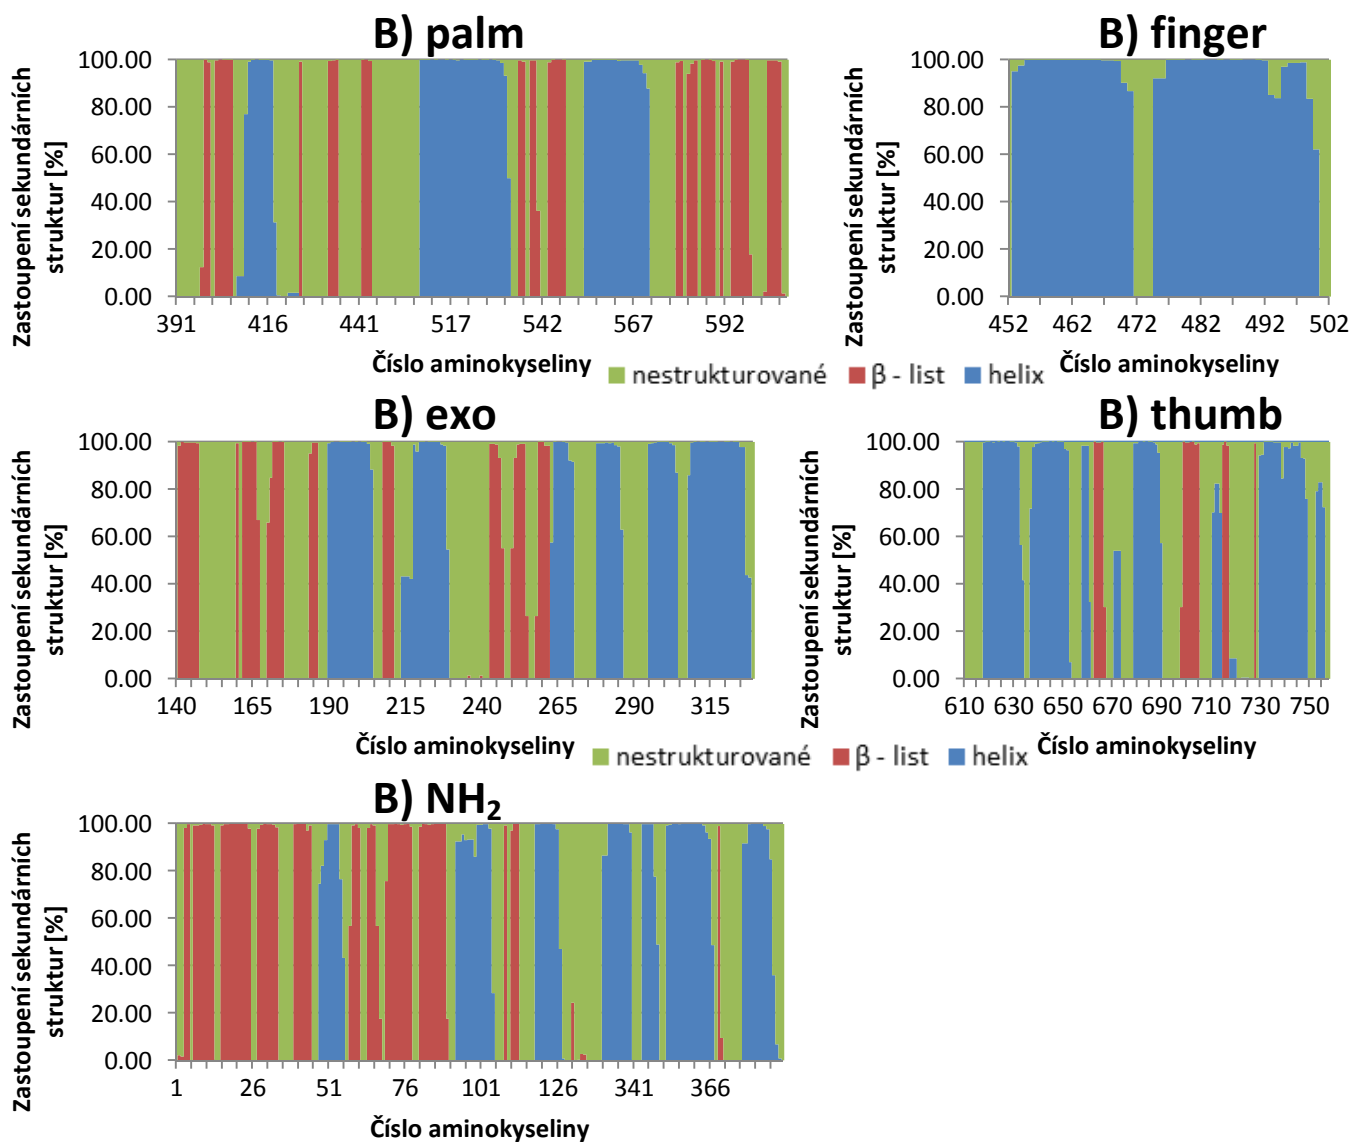 B) palm
Zastoupení sekundárních
struktur [%]
100.00
80.00
60.00
40.00
20.00
0.00
391 416 441 517 542 567 592
Číslo aminokyseliny
B) finger
Zastoupení sekundárních
struktur [%]
100.00
80.00
60.00
40.00
20.00
0.00
452 462 472 482 492 502
Číslo aminokyseliny
nestrukturované β - list helix
B) exo
Zastoupení sekundárních
struktur [%]
100.00
80.00
60.00
40.00
20.00
0.00
140 165 190 215 240 265 290 315
Číslo aminokyseliny
B) thumb
Zastoupení sekundárních
struktur [%]
100.00
80.00
60.00
40.00
20.00
0.00
610 630 650 670 690 710 730 750
Číslo aminokyseliny
nestrukturované β - list helix
B) NH₂
Zastoupení sekundárních
struktur [%]
100.00
80.00
60.00
40.00
20.00
0.00
1 26 51 76 101 126 341 366
Číslo aminokyseliny